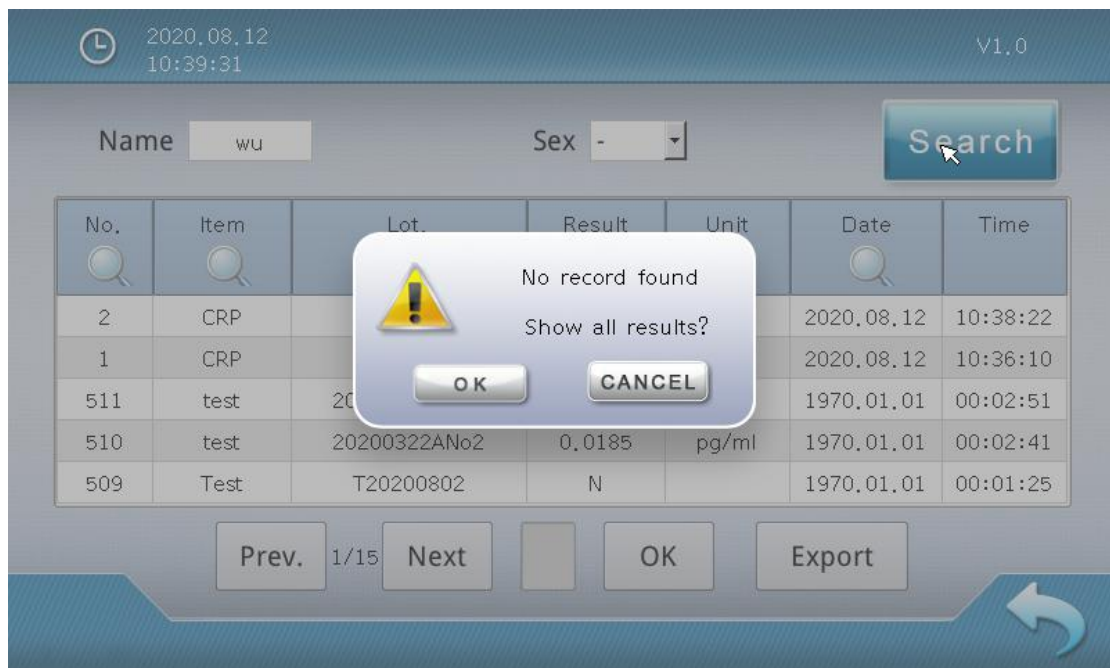 2020.08.12
10:39:31
V1.0
Name wu Sex - Search
No. Item Lot. Result Unit Date Time
No record found
Show all results?
OK CANCEL
2 CRP 2020.08.12 10:38:22
1 CRP 2020.08.12 10:36:10
511 test 20 1970.01.01 00:02:51
510 test 20200322ANo2 0.0185 pg/ml 1970.01.01 00:02:41
509 Test T20200802 N 1970.01.01 00:01:25
Prev. 1/15 Next OK Export